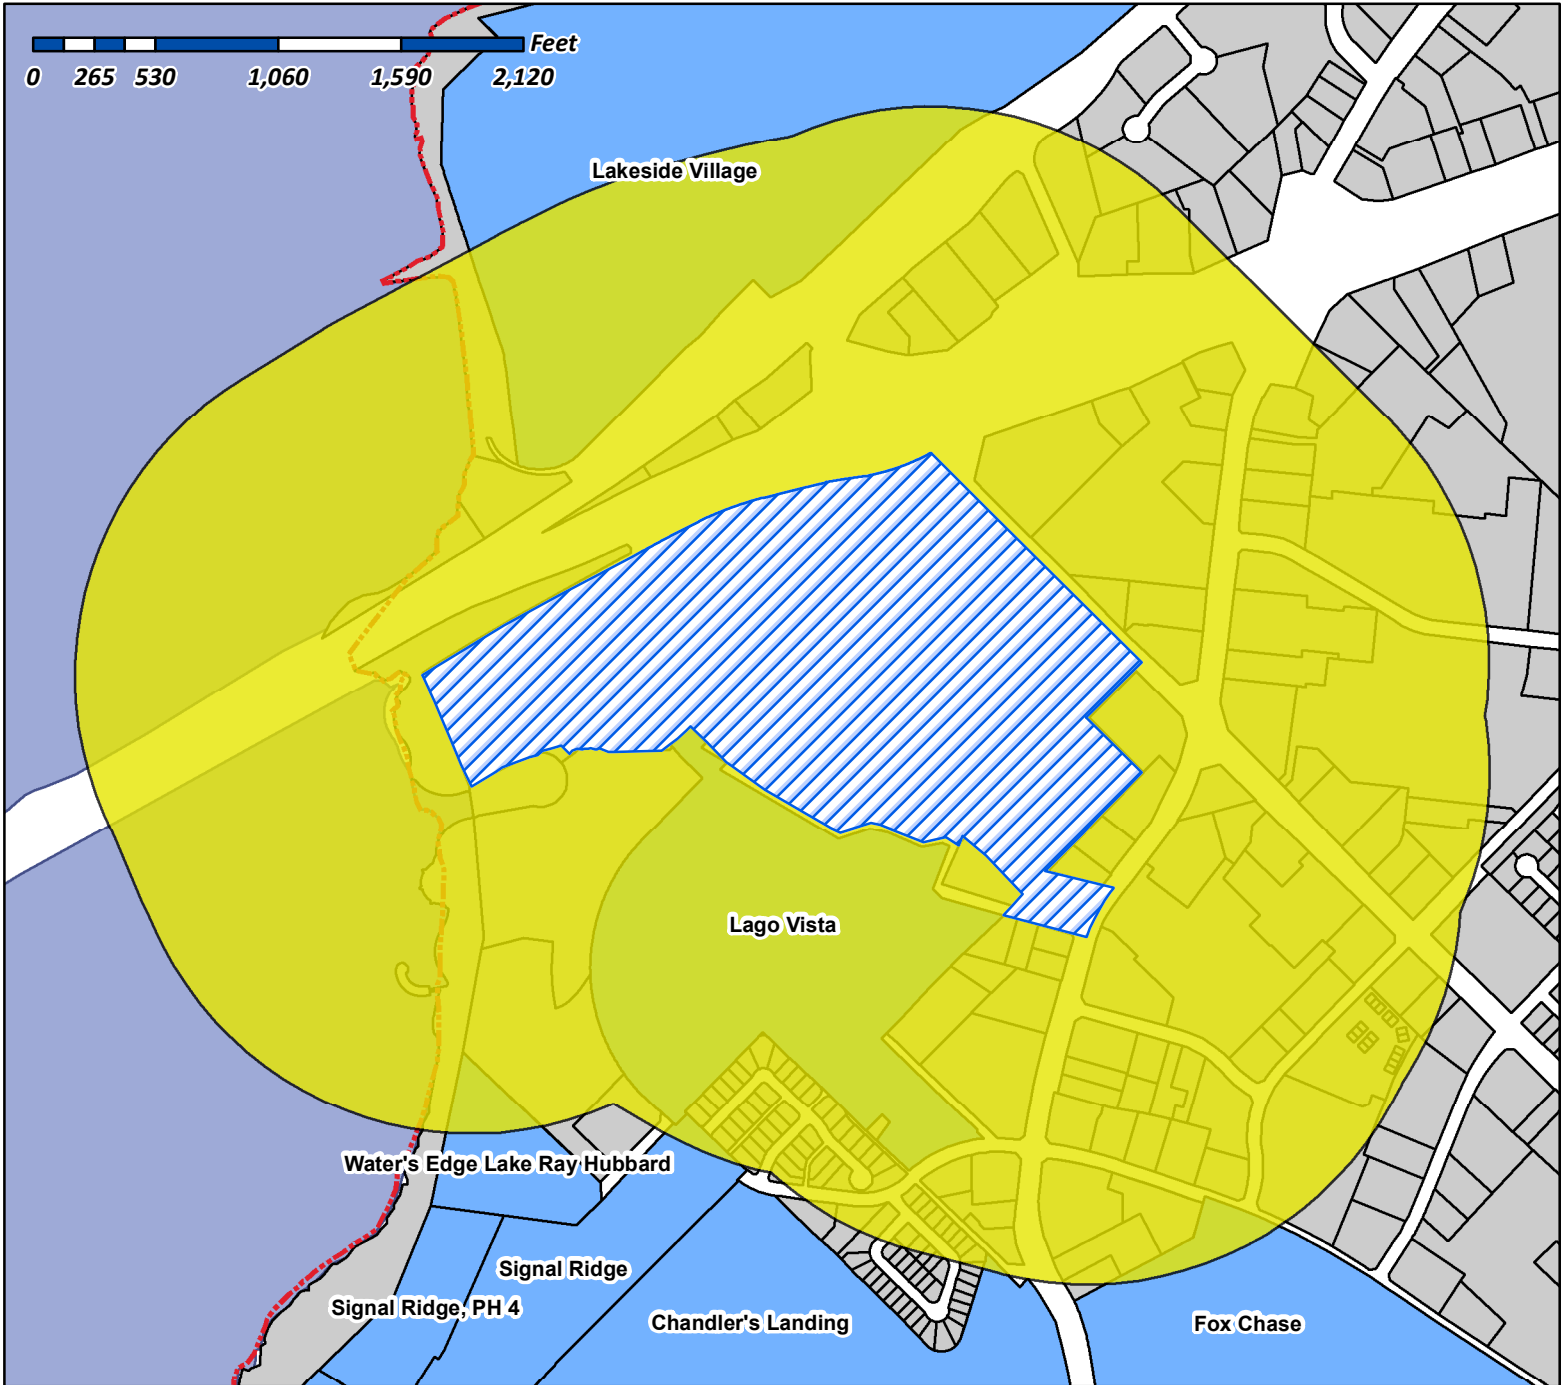 Feet
0 265 530 1,060 1,590 2,120
Lakeside Village
Lago Vista
Water's Edge Lake Ray Hubbard
Signal Ridge
Signal Ridge, PH 4
Chandler's Landing
Fox Chase